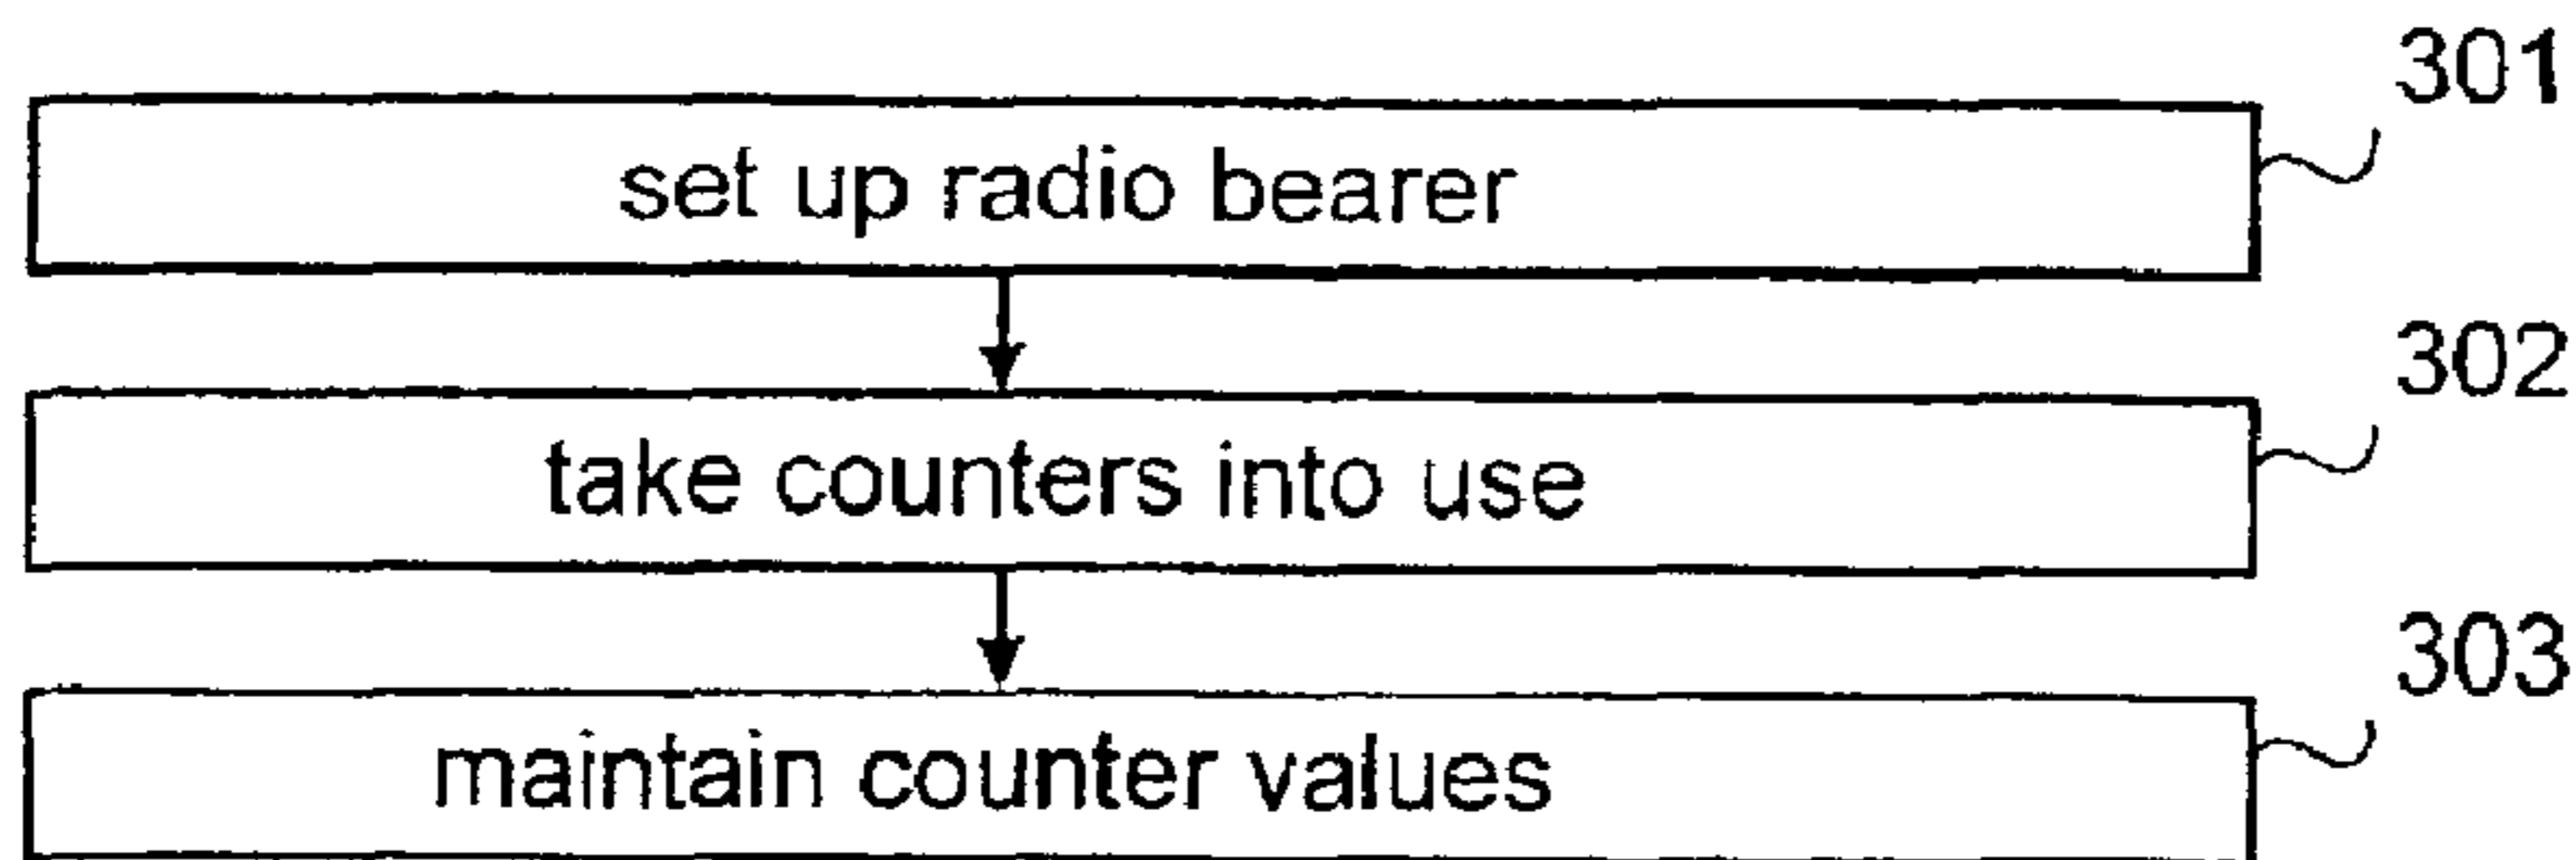 301
set up radio bearer
302
take counters into use
303
maintain counter values